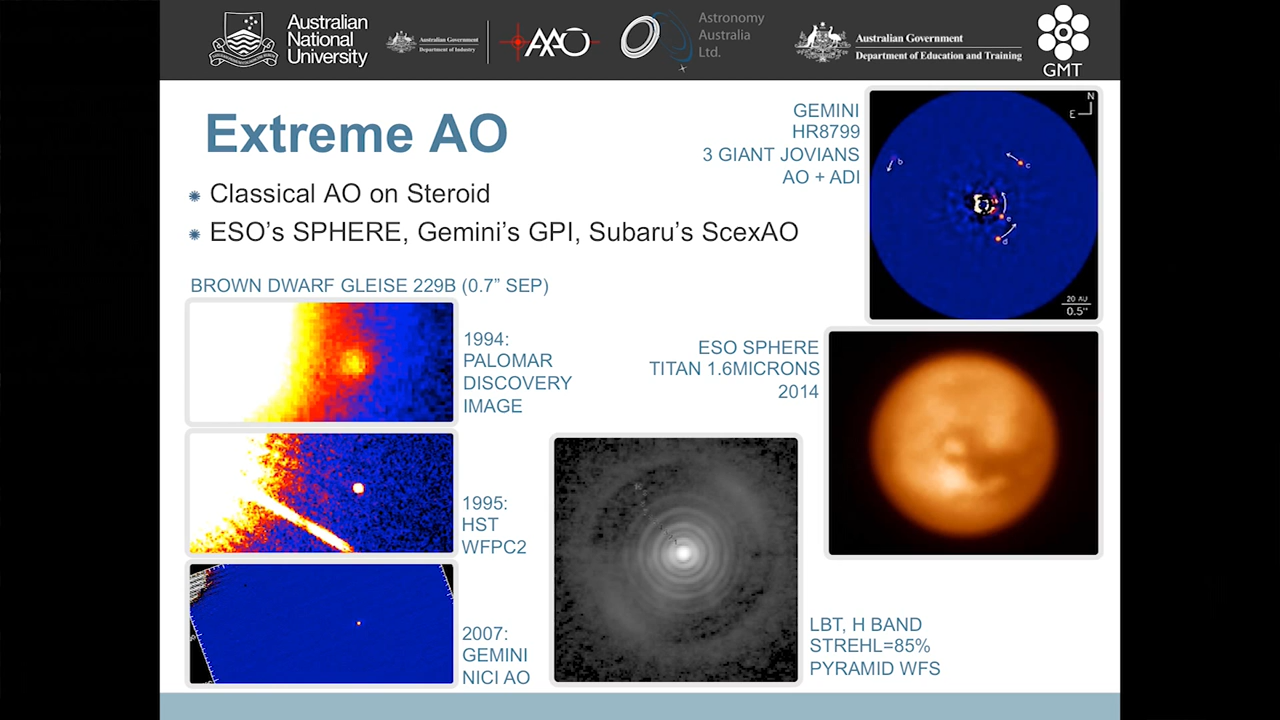 Australian
National
University
Australian Government
Department of Industry
AAO
Astronomy
Australia
Ltd.
Australian Government
Department of Education and Training
GMT
Extreme AO
Classical AO on Steroid
ESO's SPHERE, Gemini's GPI, Subaru's ScexAO
GEMINI
HR8799
3 GIANT JOVIANS
AO + ADI
N
E
b
c
e
d
20 AU
0.5"
BROWN DWARF GLEISE 229B (0.7” SEP)
1994:
PALOMAR
DISCOVERY
IMAGE
1995:
HST
WFPC2
2007:
GEMINI
NICI AO
ESO SPHERE
TITAN 1.6MICRONS
2014
LBT, H BAND
STREHL=85%
PYRAMID WFS